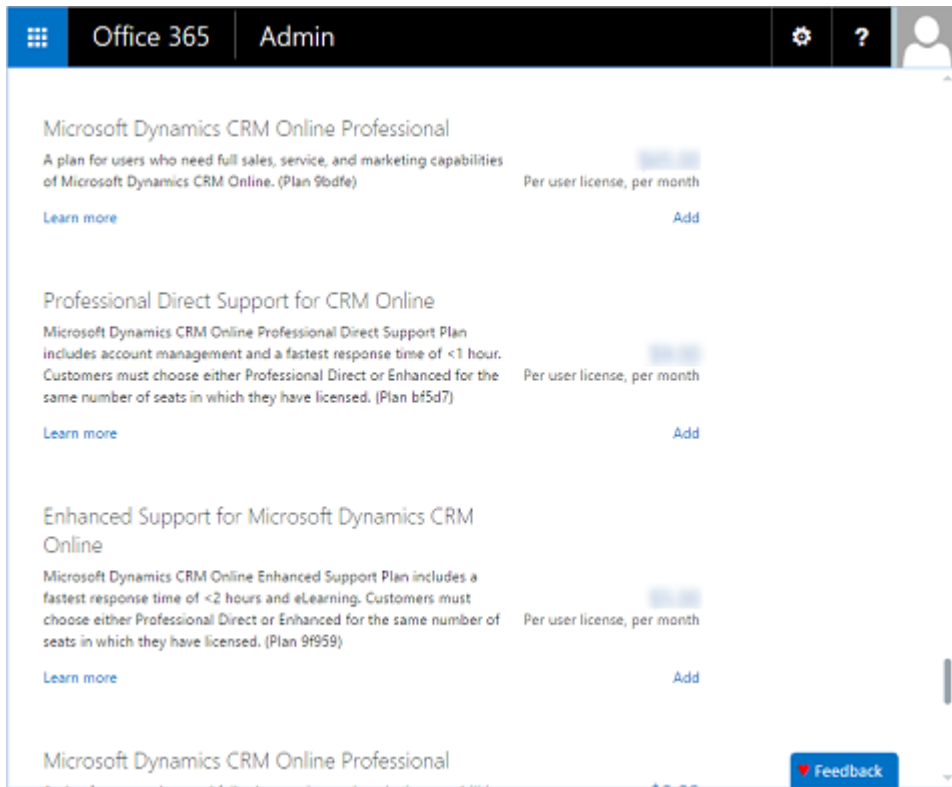 Office 365 Admin ?
Microsoft Dynamics CRM Online Professional
A plan for users who need full sales, service, and marketing capabilities
of Microsoft Dynamics CRM Online. (Plan 9bdfe)
Per user license, per month
Learn more
Add
Professional Direct Support for CRM Online
Microsoft Dynamics CRM Online Professional Direct Support Plan
includes account management and a fastest response time of <1 hour.
Customers must choose either Professional Direct or Enhanced for the
same number of seats in which they have licensed. (Plan bf5d7)
Per user license, per month
Learn more
Add
Enhanced Support for Microsoft Dynamics CRM
Online
Microsoft Dynamics CRM Online Enhanced Support Plan includes a
fastest response time of <2 hours and eLearning. Customers must
choose either Professional Direct or Enhanced for the same number of
seats in which they have licensed. (Plan 9f959)
Per user license, per month
Learn more
Add
Microsoft Dynamics CRM Online Professional
Feedback